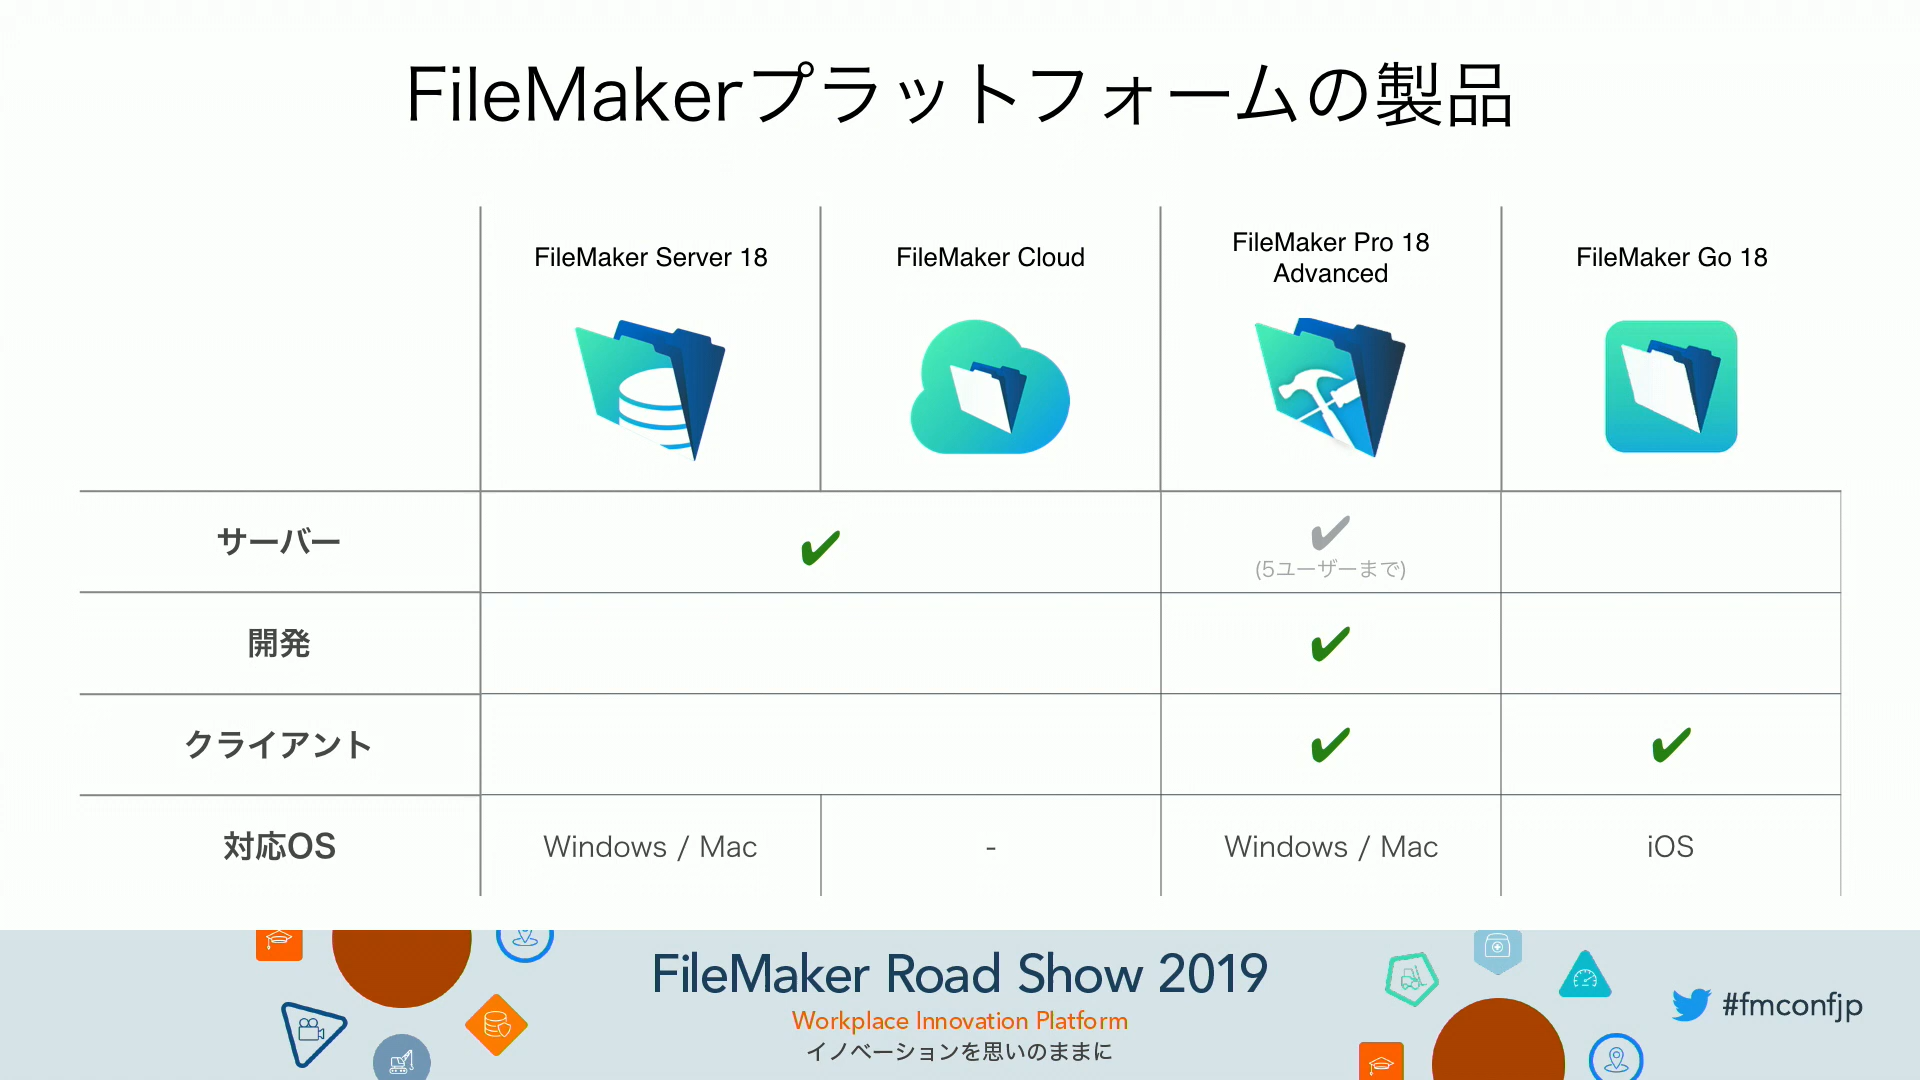 FileMakerプラットフォームの製品
FileMaker Server 18
FileMaker Cloud
FileMaker Pro 18
Advanced
FileMaker Go 18
サーバー
✔
✔
(5ユーザーまで)
開発
✔
クライアント
✔
✔
対応OS
Windows / Mac
-
Windows / Mac
iOS
FileMaker Road Show 2019
Workplace Innovation Platform
イノベーションを思いのままに
#fmconfjp